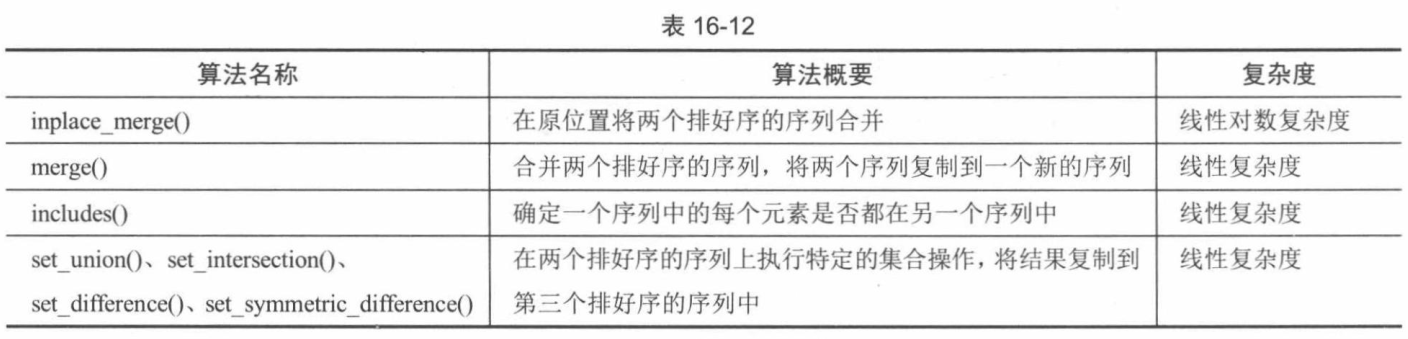 表 16-12
算法名称 算法概要 复杂度
inplace_merge() 在原位置将两个排好序的序列合并 线性对数复杂度
merge() 合并两个排好序的序列，将两个序列复制到一个新的序列 线性复杂度
includes() 确定一个序列中的每个元素是否都在另一个序列中 线性复杂度
set_union()、set_intersection()、 在两个排好序的序列上执行特定的集合操作，将结果复制到 线性复杂度
set_difference()、set_symmetric_difference() 第三个排好序的序列中